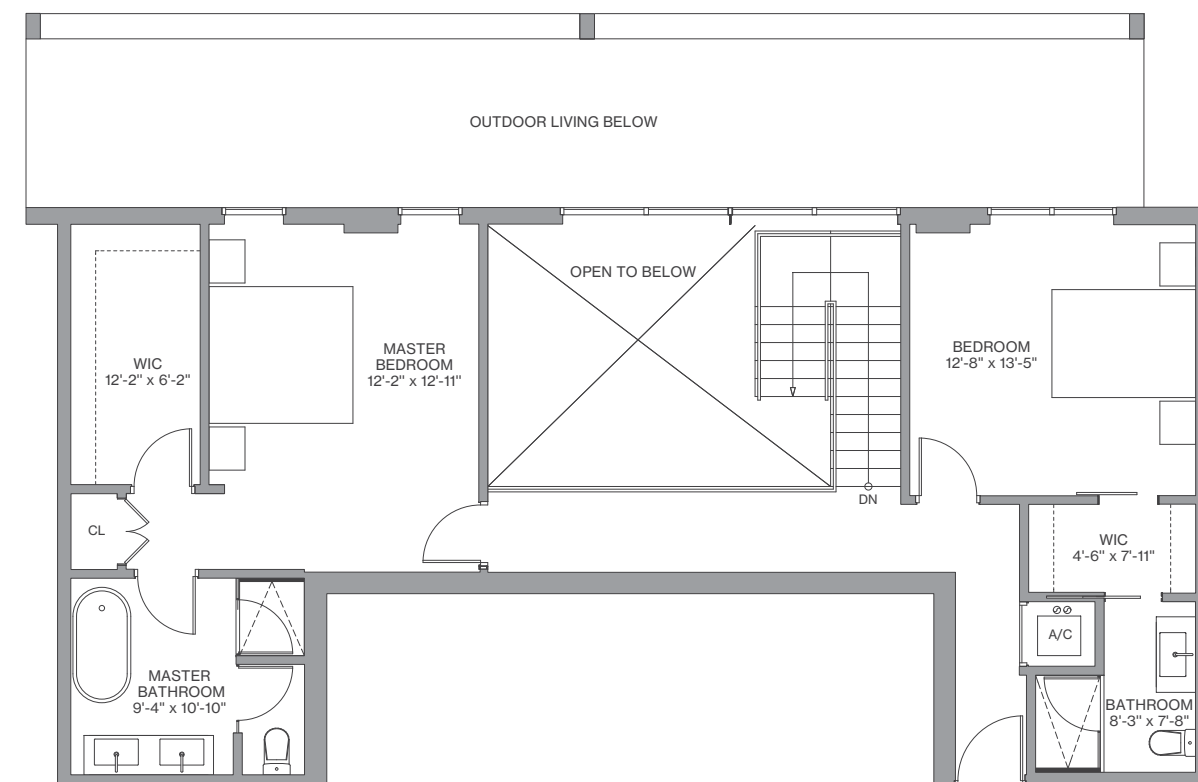 OUTDOOR LIVING BELOW
OPEN TO BELOW
MASTER
BEDROOM
12'-2" x 12'-11"
BEDROOM
12'-8" x 13'-5"
WIC
12'-2" x 6'-2"
DN
CL
WIC
4'-6" x 7'-11"
A/C
MASTER
BATHROOM
9'-4" x 10'-10"
BATHROOM
8'-3" x 7'-8"